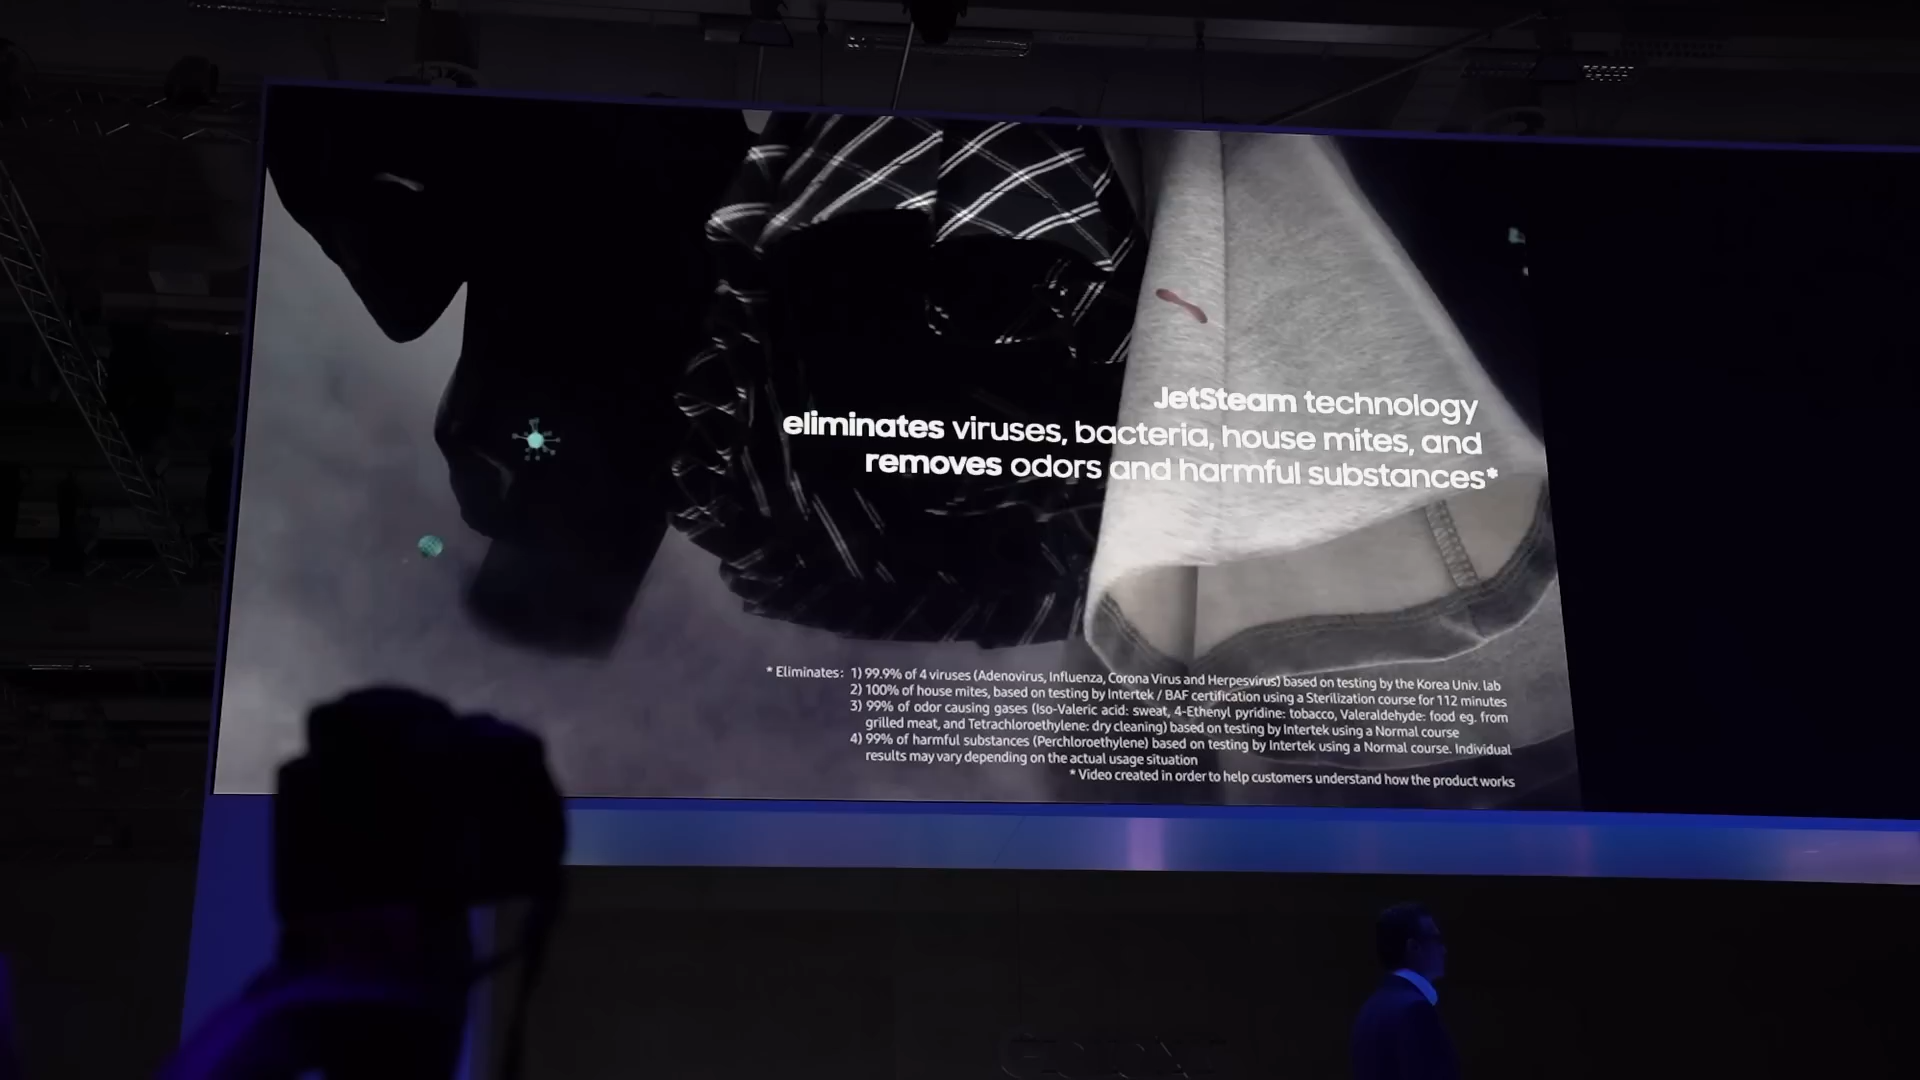 JetSteam technology
eliminates viruses, bacteria, house mites, and
removes odors and harmful substances*
* Eliminates: 1) 99.9% of 4 viruses (Adenovirus, Influenza, Corona Virus and Herpesvirus) based on testing by the Korea Univ. lab
2) 100% of house mites, based on testing by Intertek / BAF certification using a Sterilization course for 112 minutes
3) 99% of odor causing gases (Iso-Valeric acid: sweat, 4-Ethenyl pyridine: tobacco, Valeraldehyde: food eg. from
grilled meat, and Tetrachloroethylene: dry cleaning) based on testing by Intertek using a Normal course
4) 99% of harmful substances (Perchloroethylene) based on testing by Intertek using a Normal course. Individual
results may vary depending on the actual usage situation
* Video created in order to help customers understand how the product works